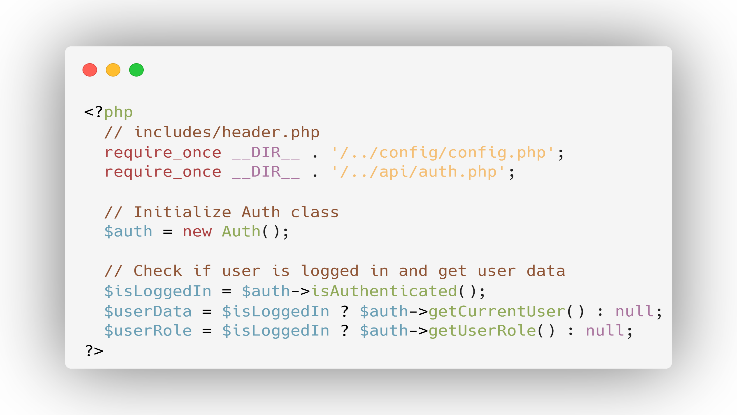 <?php
// includes/header.php
require_once __DIR__ . '/../config/config.php';
require_once __DIR__ . '/../api/auth.php';
// Initialize Auth class
$auth = new Auth();
// Check if user is logged in and get user data
$isLoggedIn = $auth->isAuthenticated();
$userData = $isLoggedIn ? $auth->getCurrentUser() : null;
$userRole = $isLoggedIn ? $auth->getUserRole() : null;
?>